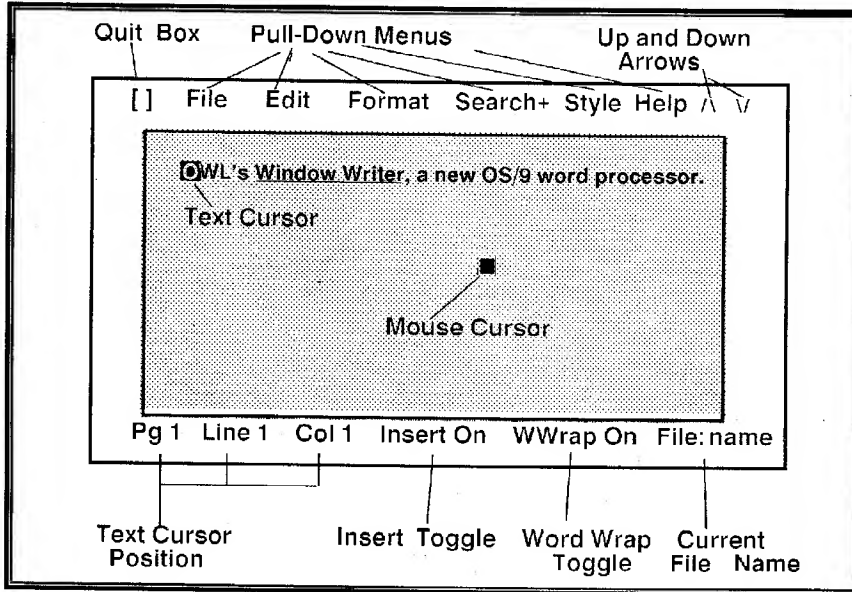 Quit Box Pull-Down Menus Up and Down
Arrows
[ ] File Edit Format Search+ Style Help /\ \/
OWL's Window Writer, a new OS/9 word processor.
Text Cursor
Mouse Cursor
Pg 1 Line 1 Col 1 Insert On WWrap On File: name
Text Cursor Insert Toggle Word Wrap Current
Position Toggle File Name